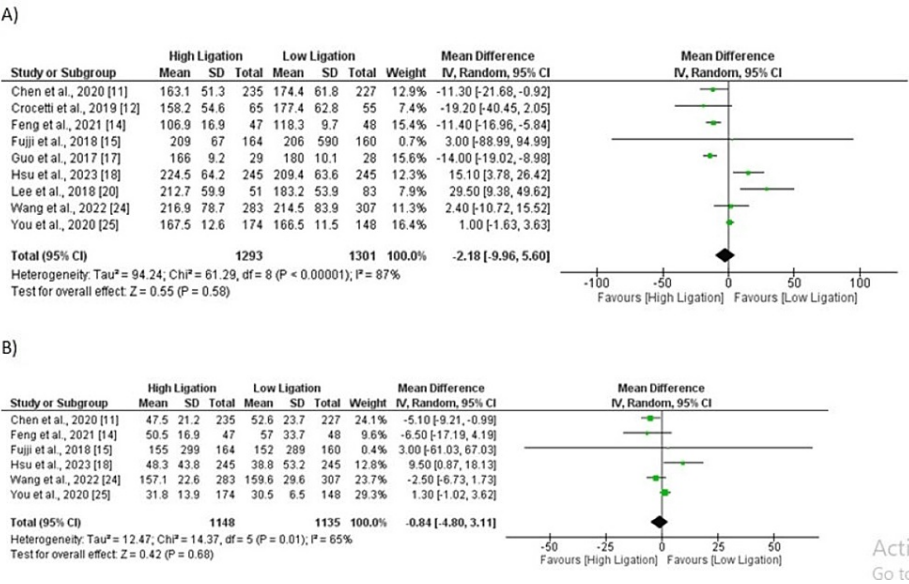 A)
High Ligation Low Ligation Mean Difference Mean Difference
Study or Subgroup Mean SD Total Mean SD Total Weight IV, Random, 95% CI IV, Random, 95% CI
Chen et al., 2020 [11] 163.1 51.3 235 174.4 61.8 227 12.9% -11.30 [-21.68, -0.92]
Crocetti et al., 2019 [12] 158.2 54.6 65 177.4 62.8 55 7.4% -19.20 [-40.45, 2.05]
Feng et al., 2021 [14] 106.9 16.9 47 118.3 9.7 48 15.4% -11.40 [-16.96, -5.84]
Fujji et al., 2018 [15] 209 67 164 206 590 160 0.7% 3.00 [-88.99, 94.99]
Guo et al., 2017 [17] 166 9.2 29 180 10.1 28 15.6% -14.00 [-19.02, -8.98]
Hsu et al., 2023 [18] 224.5 64.2 245 209.4 63.6 245 12.3% 15.10 [3.78, 26.42]
Lee et al., 2018 [20] 212.7 59.9 51 183.2 53.9 83 7.9% 29.50 [9.38, 49.62]
Wang et al., 2022 [24] 216.9 78.7 283 214.5 83.9 307 11.3% 2.40 [-10.72, 15.52]
You et al., 2020 [25] 167.5 12.6 174 166.5 11.5 148 16.4% 1.00 [-1.63, 3.63]
Total (95% CI) 1293 1301 100.0% -2.18 [-9.96, 5.60]
Heterogeneity: Tau² = 94.24; Chi² = 61.29, df = 8 (P < 0.00001); I² = 87%
Test for overall effect: Z = 0.55 (P = 0.58)
-100 -50 0 50 100
Favours [High Ligation] Favours [Low Ligation]
B)
High Ligation Low Ligation Mean Difference Mean Difference
Study or Subgroup Mean SD Total Mean SD Total Weight IV, Random, 95% CI IV, Random, 95% CI
Chen et al., 2020 [11] 47.5 21.2 235 52.6 23.7 227 24.1% -5.10 [-9.21, -0.99]
Feng et al., 2021 [14] 50.5 16.9 47 57 33.7 48 9.6% -6.50 [-17.19, 4.19]
Fujji et al., 2018 [15] 155 299 164 152 289 160 0.4% 3.00 [-61.03, 67.03]
Hsu et al., 2023 [18] 48.3 43.8 245 38.8 53.2 245 12.8% 9.50 [0.87, 18.13]
Wang et al., 2022 [24] 157.1 22.6 283 159.6 29.6 307 23.7% -2.50 [-6.73, 1.73]
You et al., 2020 [25] 31.8 13.9 174 30.5 6.5 148 29.3% 1.30 [-1.02, 3.62]
Total (95% CI) 1148 1135 100.0% -0.84 [-4.80, 3.11]
Heterogeneity: Tau² = 12.47; Chi² = 14.37, df = 5 (P = 0.01); I² = 65%
Test for overall effect: Z = 0.42 (P = 0.68)
-50 -25 0 25 50
Favours [High Ligation] Favours [Low Ligation]
Acti
Go to